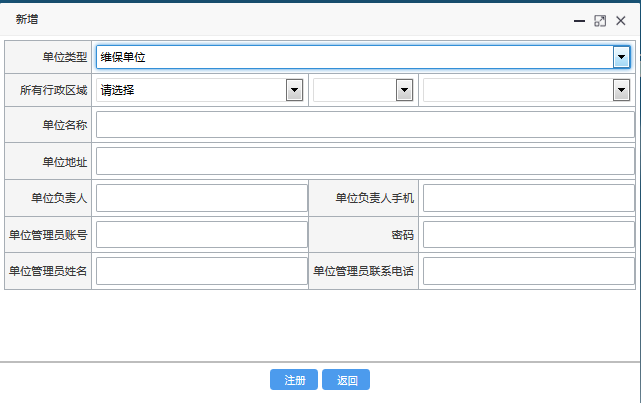 新增
单位类型 维保单位
所有行政区域 请选择
单位名称
单位地址
单位负责人 单位负责人手机
单位管理员账号 密码
单位管理员姓名 单位管理员联系电话
注册 返回